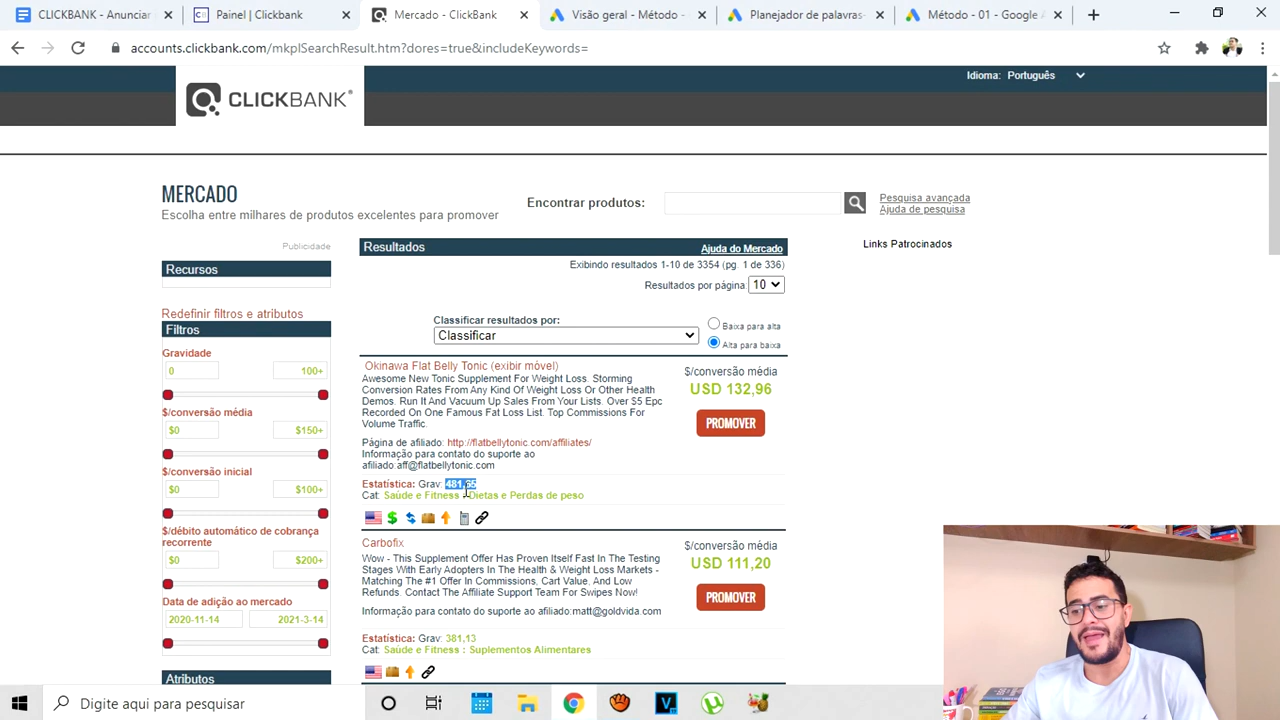 CLICKBANK - Anunciar
Painel | Clickbank
Mercado - ClickBank
Visão geral - Método -
Planejador de palavras-
Método - 01 - Google A
accounts.clickbank.com/mkplSearchResult.htm?dores=true&includeKeywords=
Idioma: Português
CLICKBANK®
MERCADO
Escolha entre milhares de produtos excelentes para promover
Encontrar produtos:
Pesquisa avançada
Ajuda de pesquisa
Publicidade
Recursos
Redefinir filtros e atributos
Filtros
Gravidade
0 100+
$/conversão média
$0 $150+
$/conversão inicial
$0 $100+
$/débito automático de cobrança
recorrente
$0 $200+
Data de adição ao mercado
2020-11-14 2021-3-14
Atributos
Resultados
Ajuda do Mercado
Exibindo resultados 1-10 de 3354 (pg. 1 de 336)
Resultados por página: 10
Classificar resultados por:
Classificar
Baixa para alta
Alta para baixa
Okinawa Flat Belly Tonic (exibir móvel)
Awesome New Tonic Supplement For Weight Loss. Storming
Conversion Rates From Any Kind Of Weight Loss Or Other Health
Demos. Run It And Vacuum Up Sales From Your Lists. Over $5 Epc
Recorded On One Famous Fat Loss List. Top Commissions For
Volume Traffic.
Página de afiliado: http://flatbellytonic.com/affiliates/
Informação para contato do suporte ao
afiliado:aff@flatbellytonic.com
Estatística: Grav:
Cat: Saúde e Fitness : Dietas e Perdas de peso
$/conversão média
USD 132,96
PROMOVER
Carbofix
Wow - This Supplement Offer Has Proven Itself Fast In The Testing
Stages With Early Adopters In The Health & Weight Loss Markets -
Matching The #1 Offer In Commissions, Cart Value, And Low
Refunds. Contact The Affiliate Support Team For Swipes Now!
Informação para contato do suporte ao afiliado:matt@goldvida.com
Estatística: Grav: 381,13
Cat: Saúde e Fitness : Suplementos Alimentares
$/conversão média
USD 111,20
PROMOVER
Links Patrocinados
Digite aqui para pesquisar